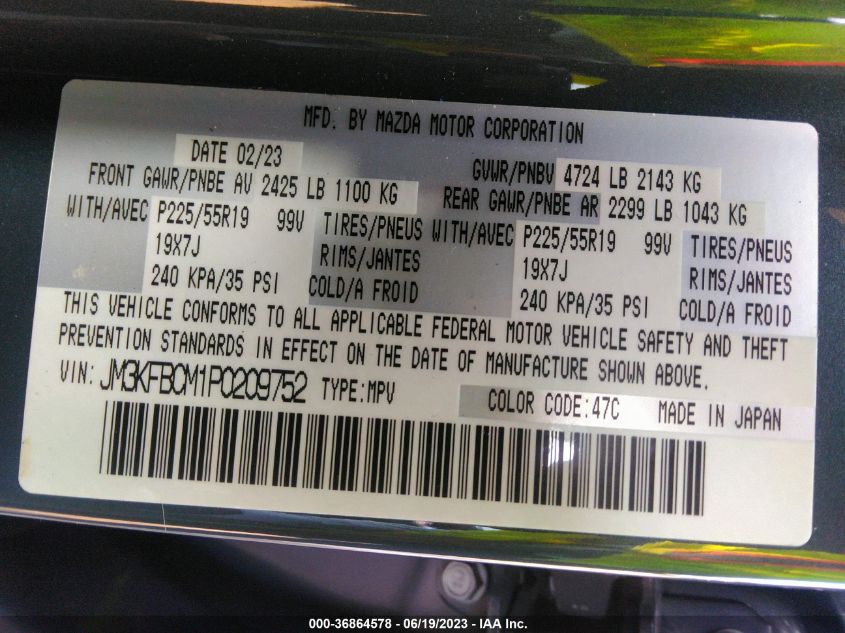 MFD. BY MAZDA MOTOR CORPORATION
DATE 02/23
GVWR/PNBV 4724 LB 2143 KG
FRONT GAWR/PNBE AV 2425 LB 1100 KG
REAR GAWR/PNBE AR 2299 LB 1043 KG
WITH/AVEC P225/55R19 99V TIRES/PNEUS WITH/AVEC P225/55R19 99V TIRES/PNEUS
19X7J RIMS/JANTES 19X7J RIMS/JANTES
240 KPA/35 PSI COLD/A FROID 240 KPA/35 PSI COLD/A FROID
THIS VEHICLE CONFORMS TO ALL APPLICABLE FEDERAL MOTOR VEHICLE SAFETY AND THEFT
PREVENTION STANDARDS IN EFFECT ON THE DATE OF MANUFACTURE SHOWN ABOVE.
VIN: JM3KFBCM1P0209752 TYPE:MPV COLOR CODE:47C MADE IN JAPAN
000-36864578 - 06/19/2023 - IAA Inc.